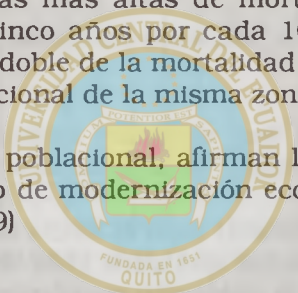 as más altas de mort
inco años por cada 10
doble de la mortalidad
cional de la misma zon
poblacional, afirman l
o de modernización eco
9)
UNIVERSIDAD CENTRAL DEL ECUADOR
FUNDADA EN 1651
QUITO